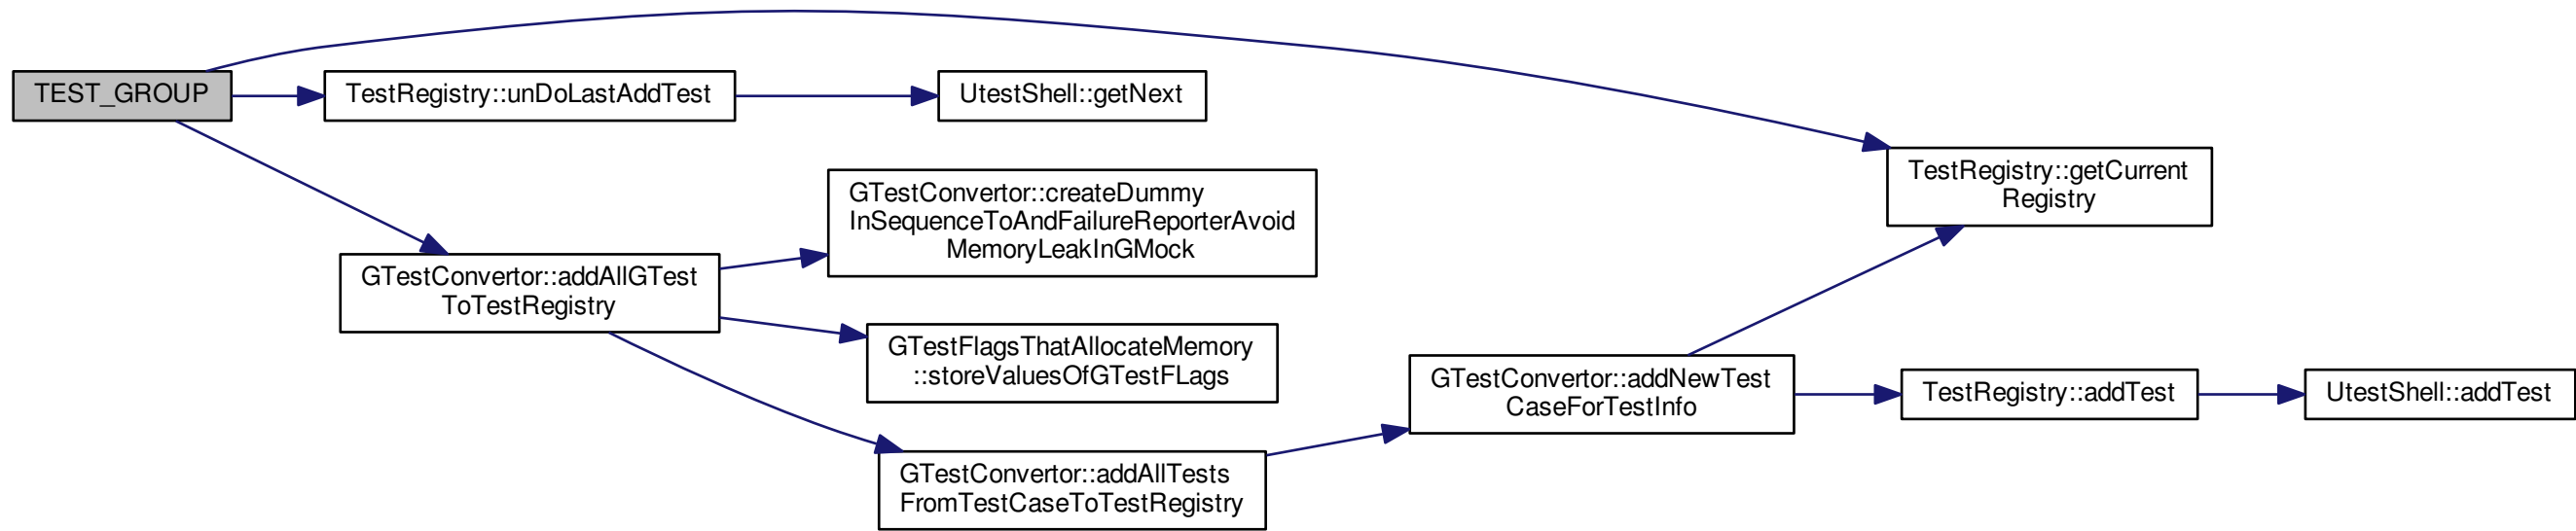 TEST_GROUP
TestRegistry::unDoLastAddTest
UtestShell::getNext
TestRegistry::getCurrent
Registry
GTestConvertor::createDummy
InSequenceToAndFailureReporterAvoid
MemoryLeakInGMock
GTestConvertor::addAllGTest
ToTestRegistry
GTestFlagsThatAllocateMemory
::storeValuesOfGTestFLags
GTestConvertor::addNewTest
CaseForTestInfo
TestRegistry::addTest
UtestShell::addTest
GTestConvertor::addAllTests
FromTestCaseToTestRegistry